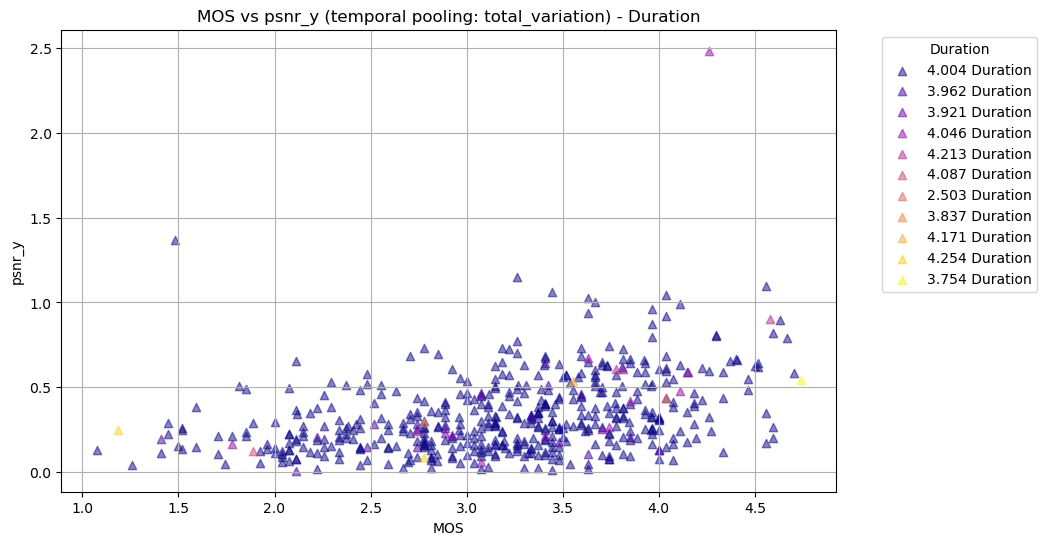 MOS vs psnr_y (temporal pooling: total_variation) - Duration
2.5
2.0
1.5
1.0
0.5
0.0
psnr_y
1.0 1.5 2.0 2.5 3.0 3.5 4.0 4.5
MOS
Duration
4.004 Duration
3.962 Duration
3.921 Duration
4.046 Duration
4.213 Duration
4.087 Duration
2.503 Duration
3.837 Duration
4.171 Duration
4.254 Duration
3.754 Duration